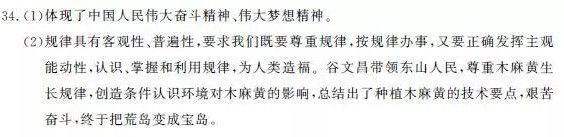 34.(1)体现了中国人民伟大奋斗精神、伟大梦想精神。
(2)规律具有客观性、普遍性,要求我们既要尊重规律,按规律办事,又要正确发挥主观
能动性,认识、掌握和利用规律,为人类造福。谷文昌带领东山人民,尊重木麻黄生
长规律,创造条件认识环境对木麻黄的影响,总结出了种植木麻黄的技术要点,艰苦
奋斗,终于把荒岛变成宝岛。